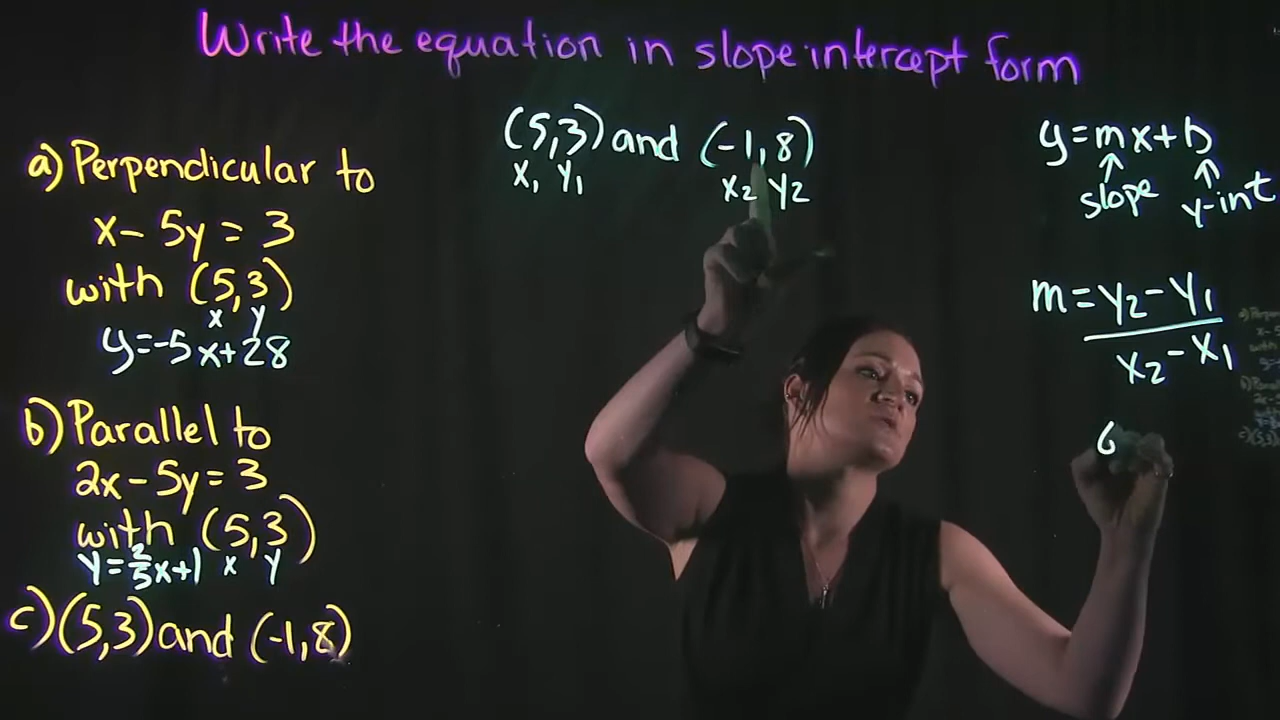 Write the equation in slope intercept form
a) Perpendicular to
x - 5y = 3
with (5,3)
x y
y=-5x+28
b) Parallel to
2x - 5y = 3
with (5,3)
y=2/5x+1 x y
c) (5,3) and (-1,8)
(5,3) and (-1,8)
x₁ y₁ x₂ y₂
y=mx+b
slope y-int
m = y₂ - y₁
x₂ - x₁